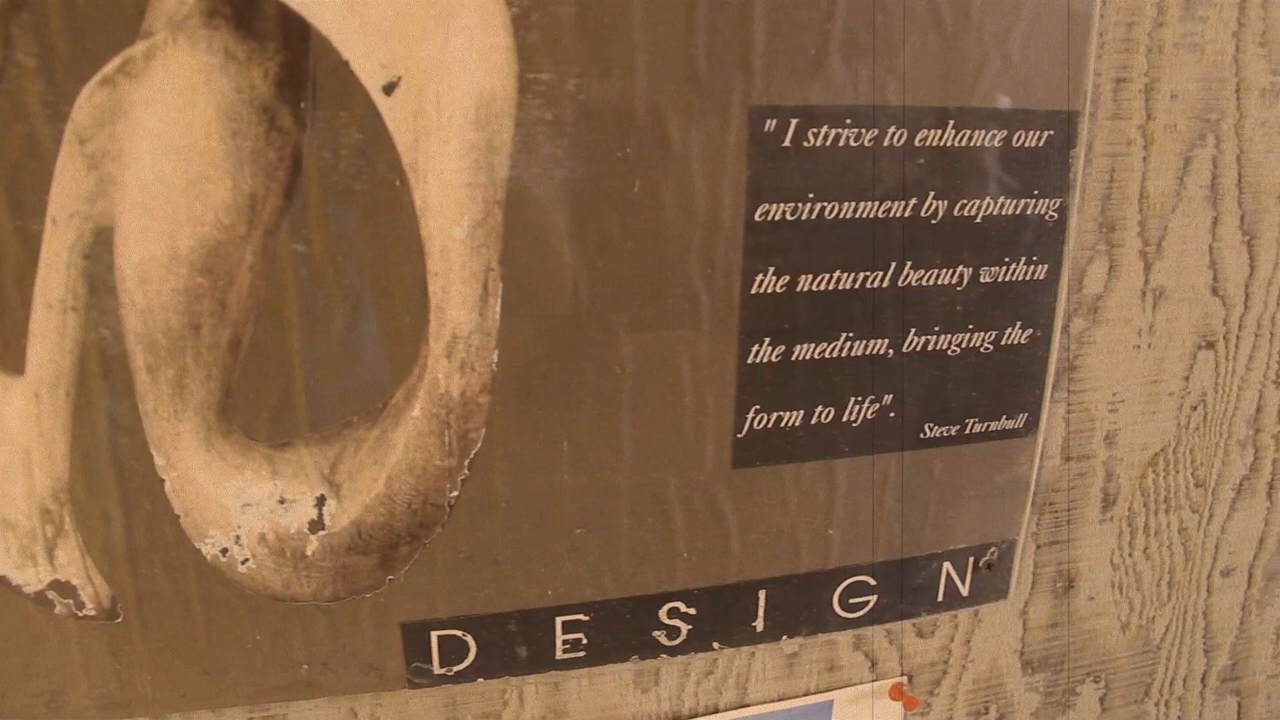 " I strive to enhance our
environment by capturing
the natural beauty within
the medium, bringing the
form to life".
Steve Turnbull
DESIGN